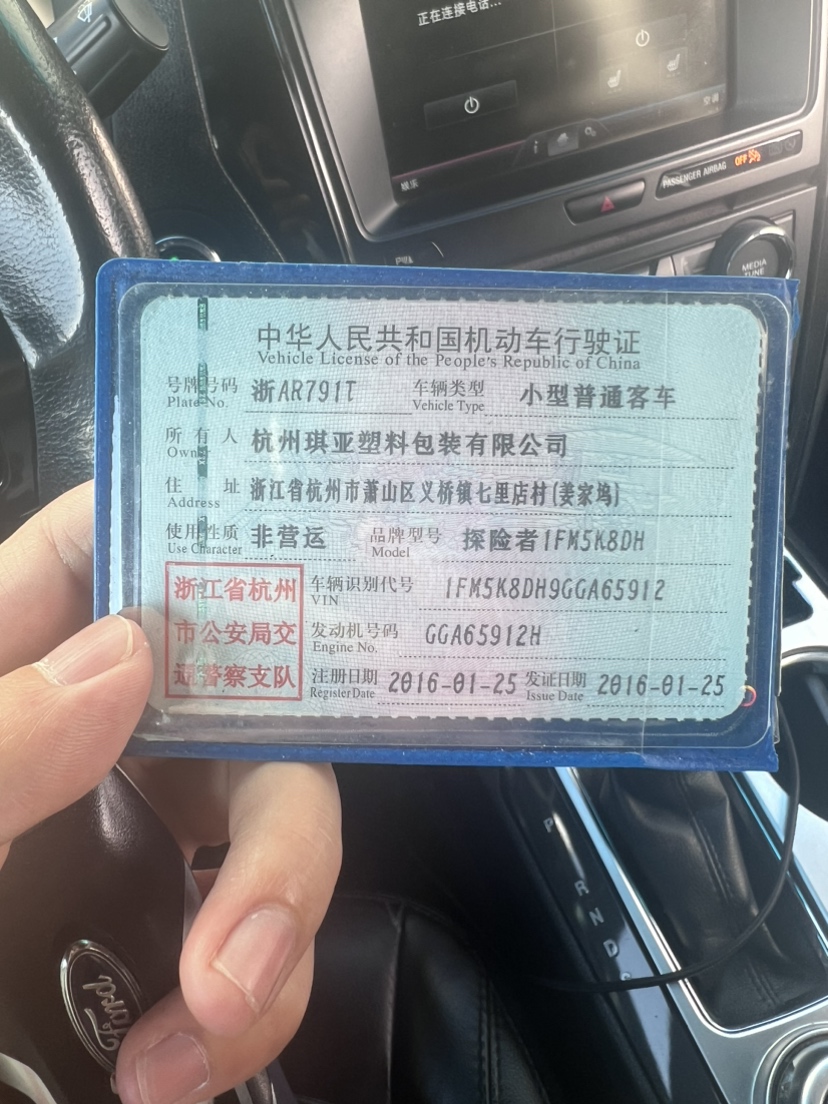 正在连接电话...
空调
娱乐
PASSENGER AIRBAG OFF
MEDIA
TUNE
中华人民共和国机动车行驶证
Vehicle License of the People's Republic of China
号牌号码 浙AR791T 车辆类型 小型普通客车
Plate No. Vehicle Type
所有人 杭州琪亚塑料包装有限公司
Owner
住址 浙江省杭州市萧山区义桥镇七里店村(姜家坞)
Address
使用性质 非营运 品牌型号 探险者1FM5K8DH
Use Character Model
浙江省杭州
市公安局交
通警察支队
车辆识别代号 1FM5K8DH9GGA65912
VIN
发动机号码 GGA65912H
Engine No.
注册日期 2016-01-25 发证日期 2016-01-25
Register Date Issue Date
P
R
N
D
S
Ford